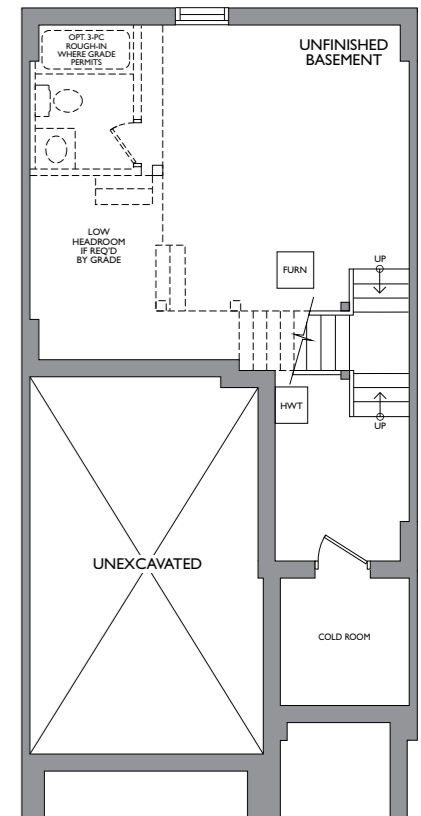 OPT. 3-PC
ROUGH-IN
WHERE GRADE
PERMITS
UNFINISHED
BASEMENT
LOW
HEADROOM
IF REQ'D
BY GRADE
FURN
UP
HWT
UP
UNEXCAVATED
COLD ROOM